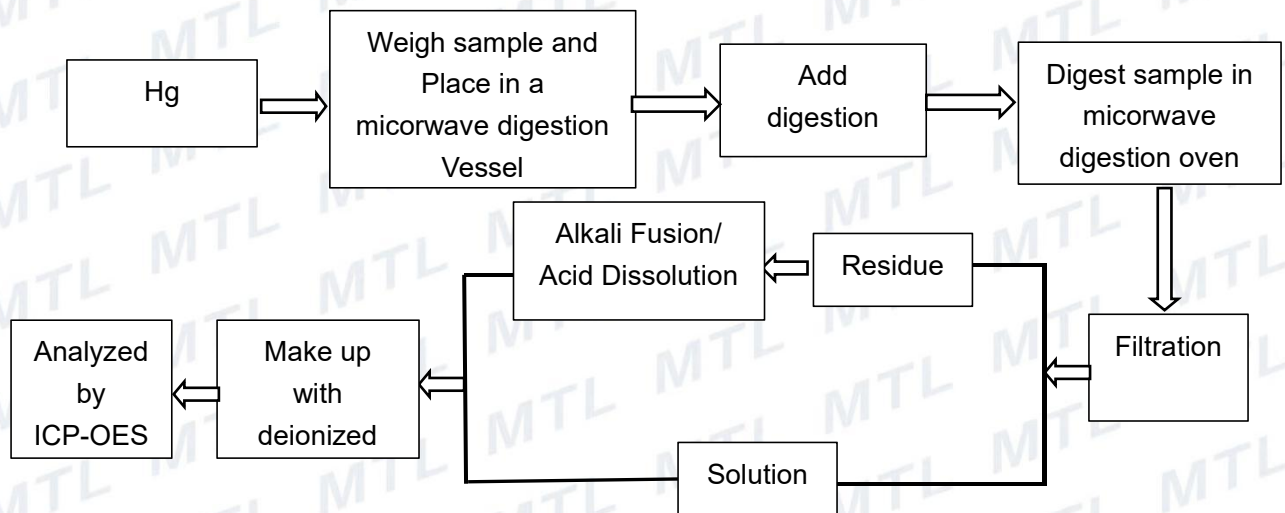 Hg
Weigh sample and
Place in a
micorwave digestion
Vessel
Add
digestion
Digest sample in
micorwave
digestion oven
Filtration
Residue
Alkali Fusion/
Acid Dissolution
Solution
Make up
with
deionized
Analyzed
by
ICP-OES
MTL